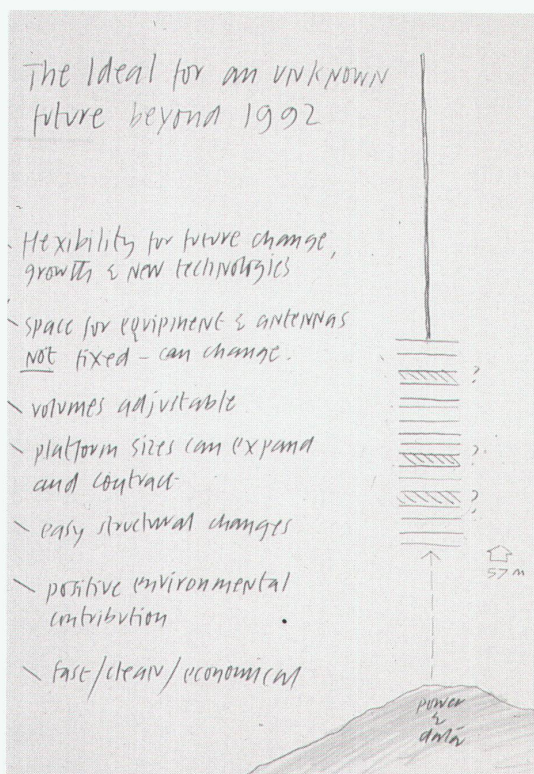 The Ideal for an UNKNOWN
future beyond 1992
flexibility for future change,
growth & new technologies
space for equipment & antennas
NOT fixed – can change.
volumes adjustable
platform sizes can expand
and contract
easy structural changes
positive environmental
contribution
fast/clean/economical
?
?
?
57 m
power
&
data